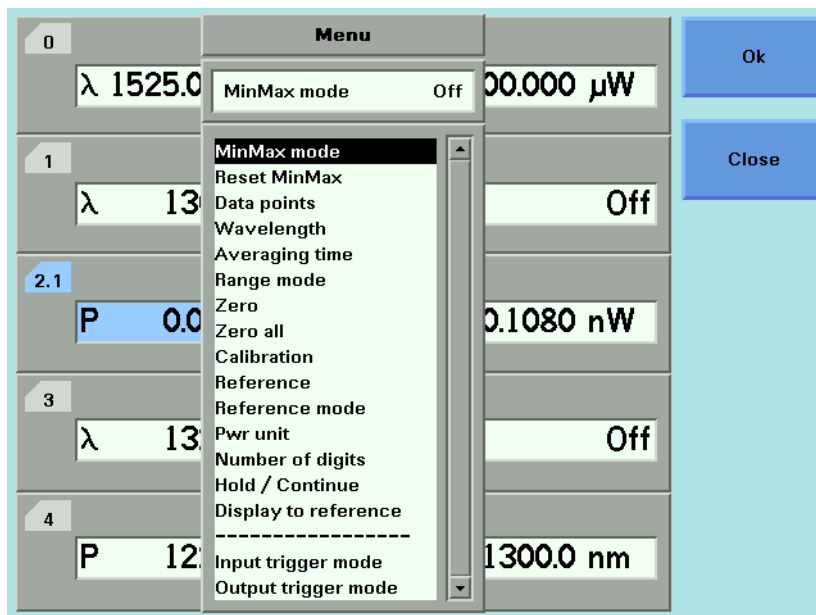 0
λ 1525.0
00.000 µW
1
λ 13
Off
2.1
P 0.0
0.1080 nW
3
λ 13
Off
4
P 12
1300.0 nm
Menu
MinMax mode Off
MinMax mode
Reset MinMax
Data points
Wavelength
Averaging time
Range mode
Zero
Zero all
Calibration
Reference
Reference mode
Pwr unit
Number of digits
Hold / Continue
Display to reference
------------------
Input trigger mode
Output trigger mode
Ok
Close